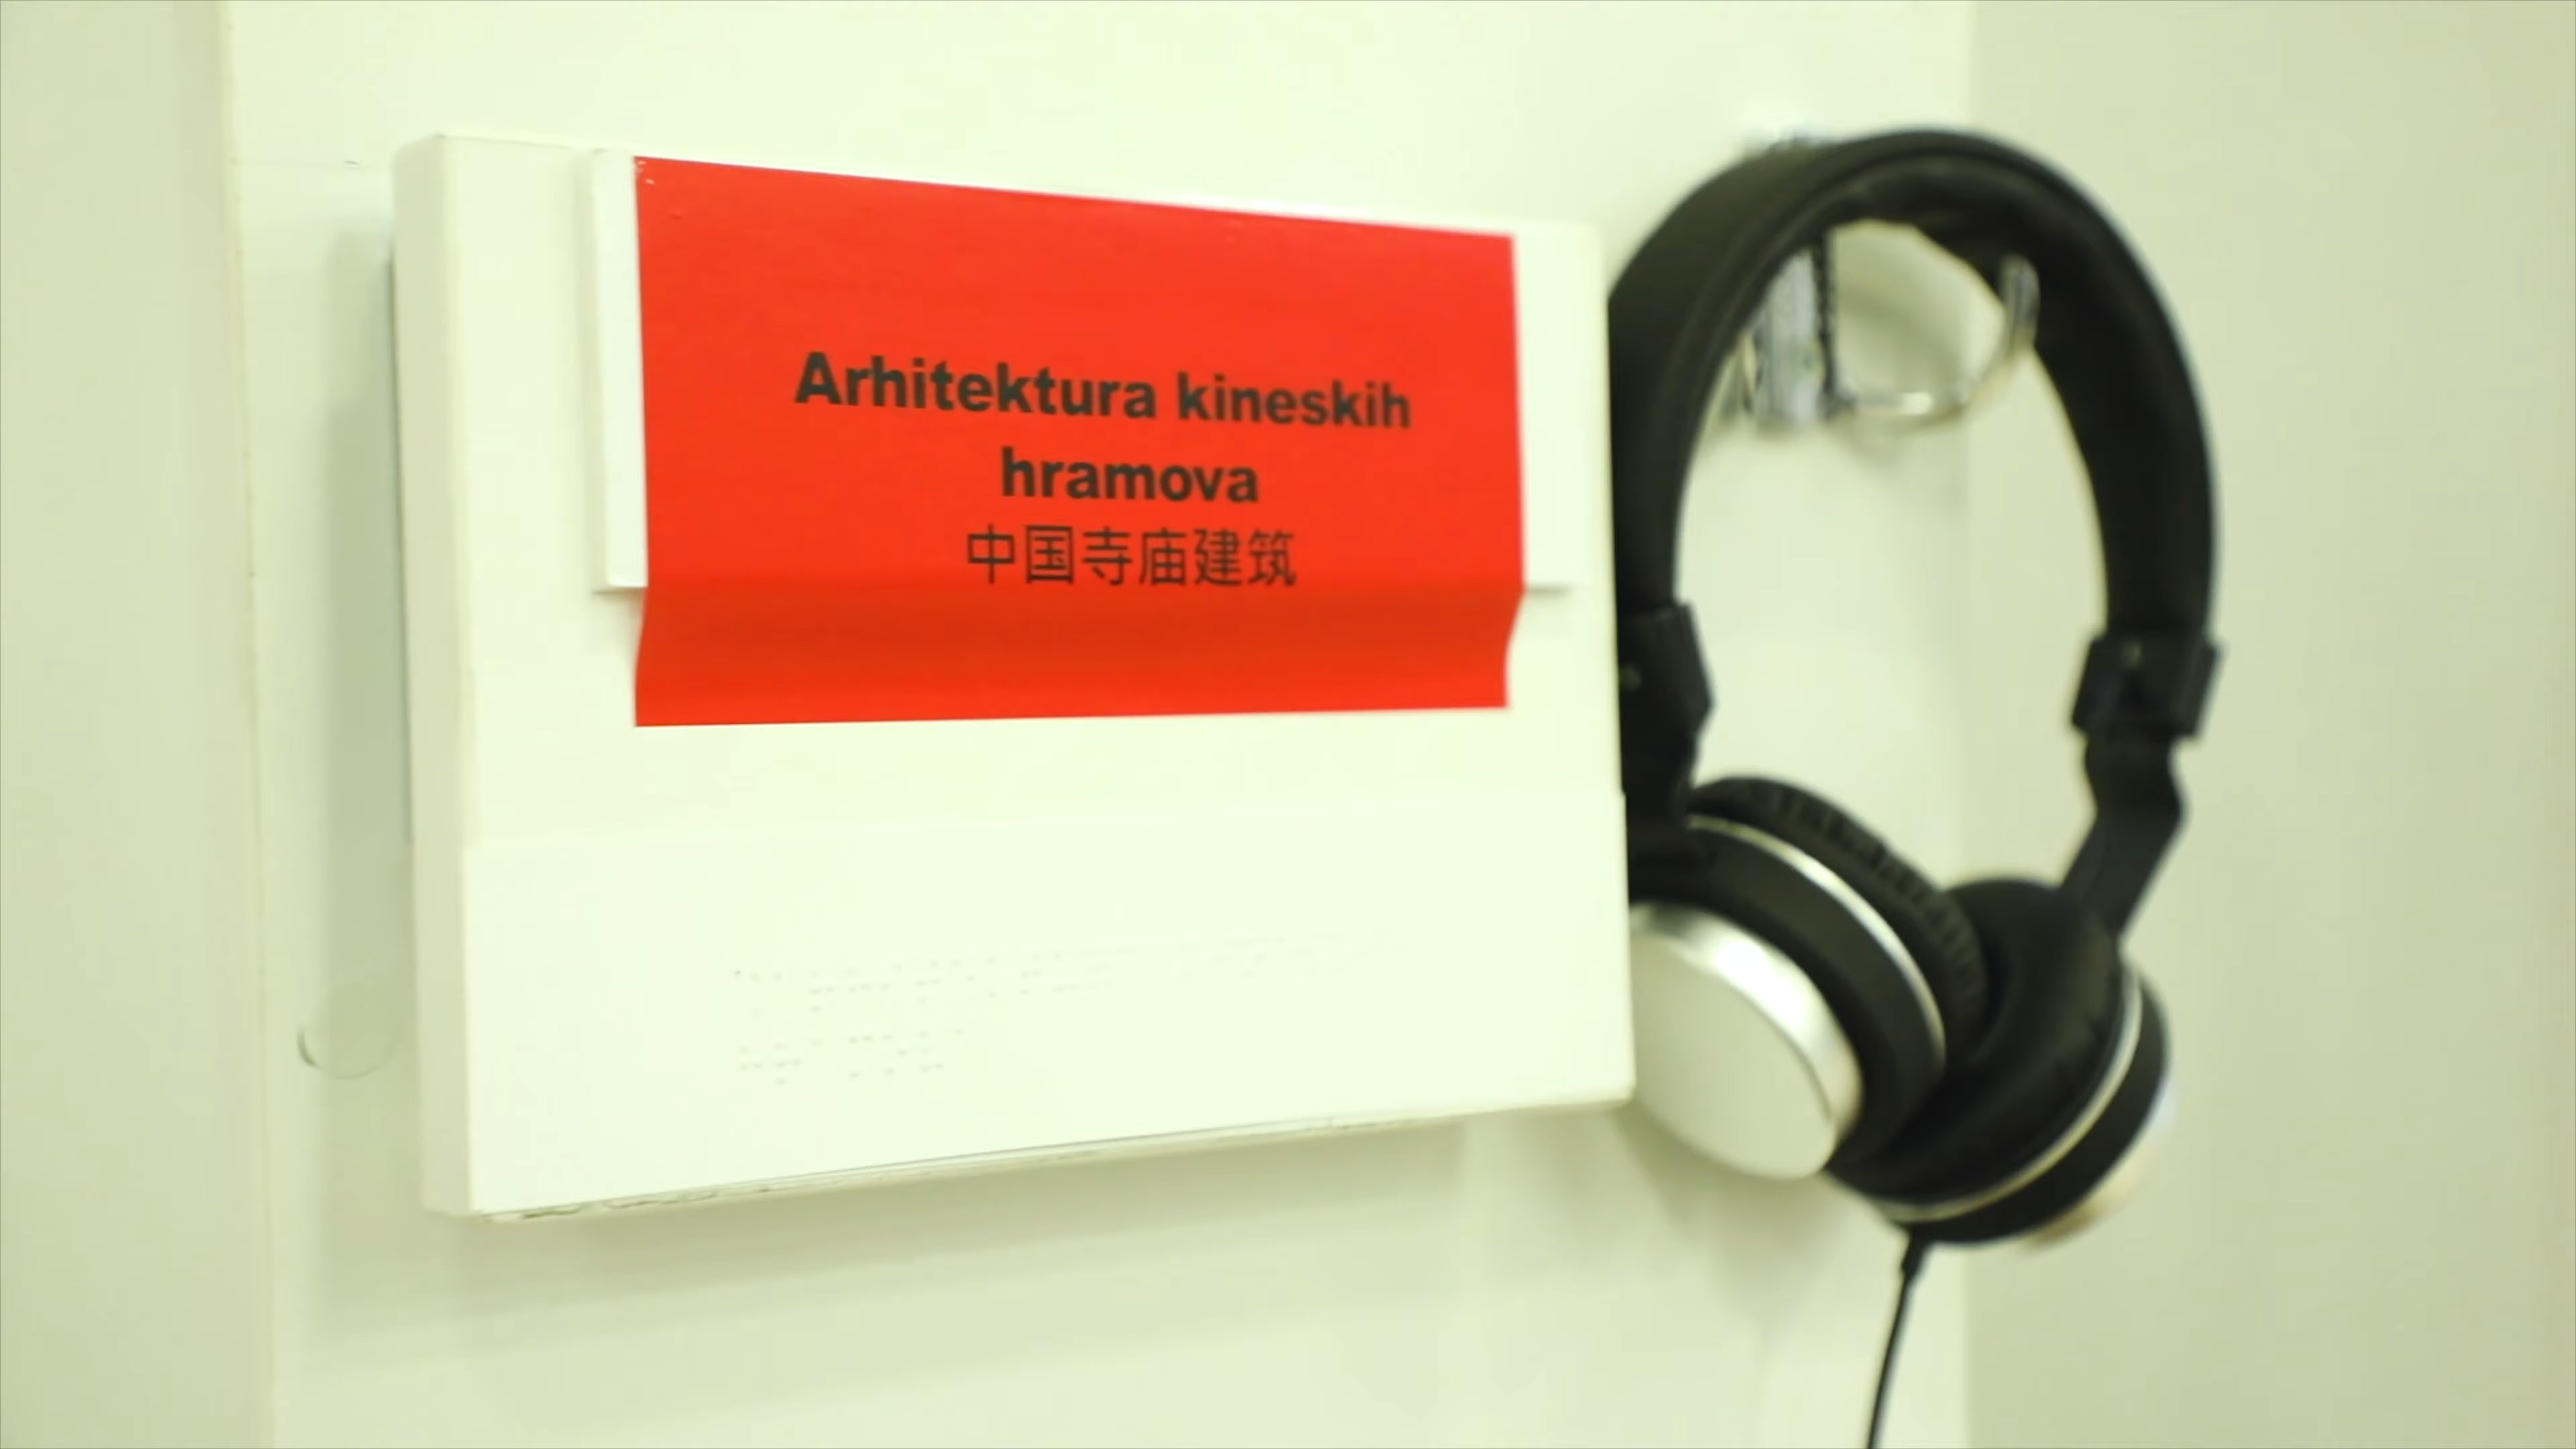 Arhitektura kineskih
hramova
中国寺庙建筑